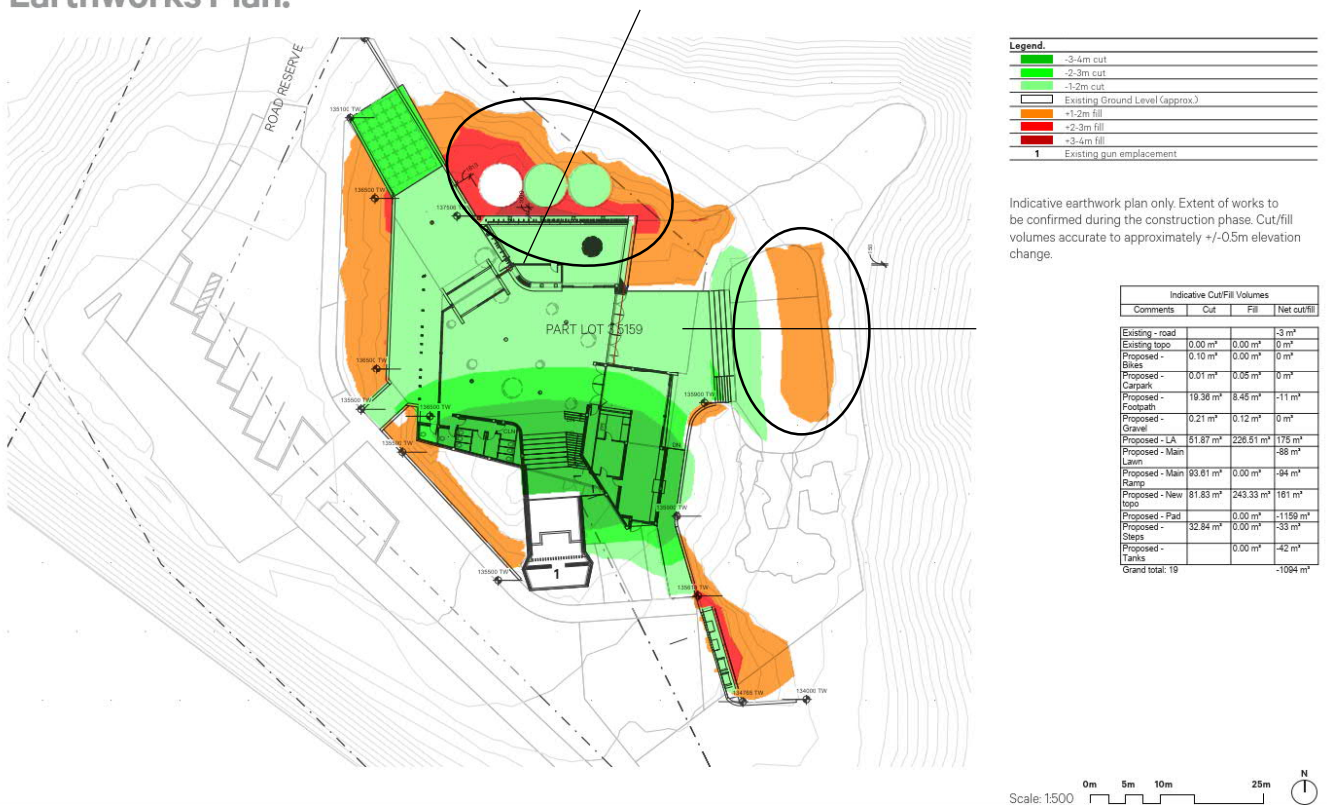 Earthworks Plan.
ROAD RESERVE
135100 TW
136500 TW
137506 TW
PART LOT 3 5159
136500 TW
135500 TW
136500 TW
135900 TW
DN
1
134000 TW
Legend.
-3-4m cut
-2-3m cut
-1-2m cut
Existing Ground Level (approx.)
+1-2m fill
+2-3m fill
+3-4m fill
1 Existing gun emplacement
Indicative earthwork plan only. Extent of works to
be confirmed during the construction phase. Cut/fill
volumes accurate to approximately +/-0.5m elevation
change.
Indicative Cut/Fill Volumes
Comments Cut Fill Net cut/fill
Existing - road -3 m³
Existing topo 0.00 m³ 0.00 m³ 0 m³
Proposed - Bikes 0.10 m³ 0.00 m³ 0 m³
Proposed - Carpark 0.01 m³ 0.05 m³ 0 m³
Proposed - Footpath 19.36 m³ 8.45 m³ -11 m³
Proposed - Gravel 0.21 m³ 0.12 m³ 0 m³
Proposed - LA 51.87 m³ 226.51 m³ 175 m³
Proposed - Main Lawn -88 m³
Proposed - Main Ramp 93.61 m³ 0.00 m³ -94 m³
Proposed - New topo 81.83 m³ 243.33 m³ 161 m³
Proposed - Pad 0.00 m³ -1159 m³
Proposed - Steps 32.84 m³ 0.00 m³ -33 m³
Proposed - Tanks 0.00 m³ -42 m³
Grand total: 19 -1094 m³
Scale: 1:500
0m 5m 10m 25m
N